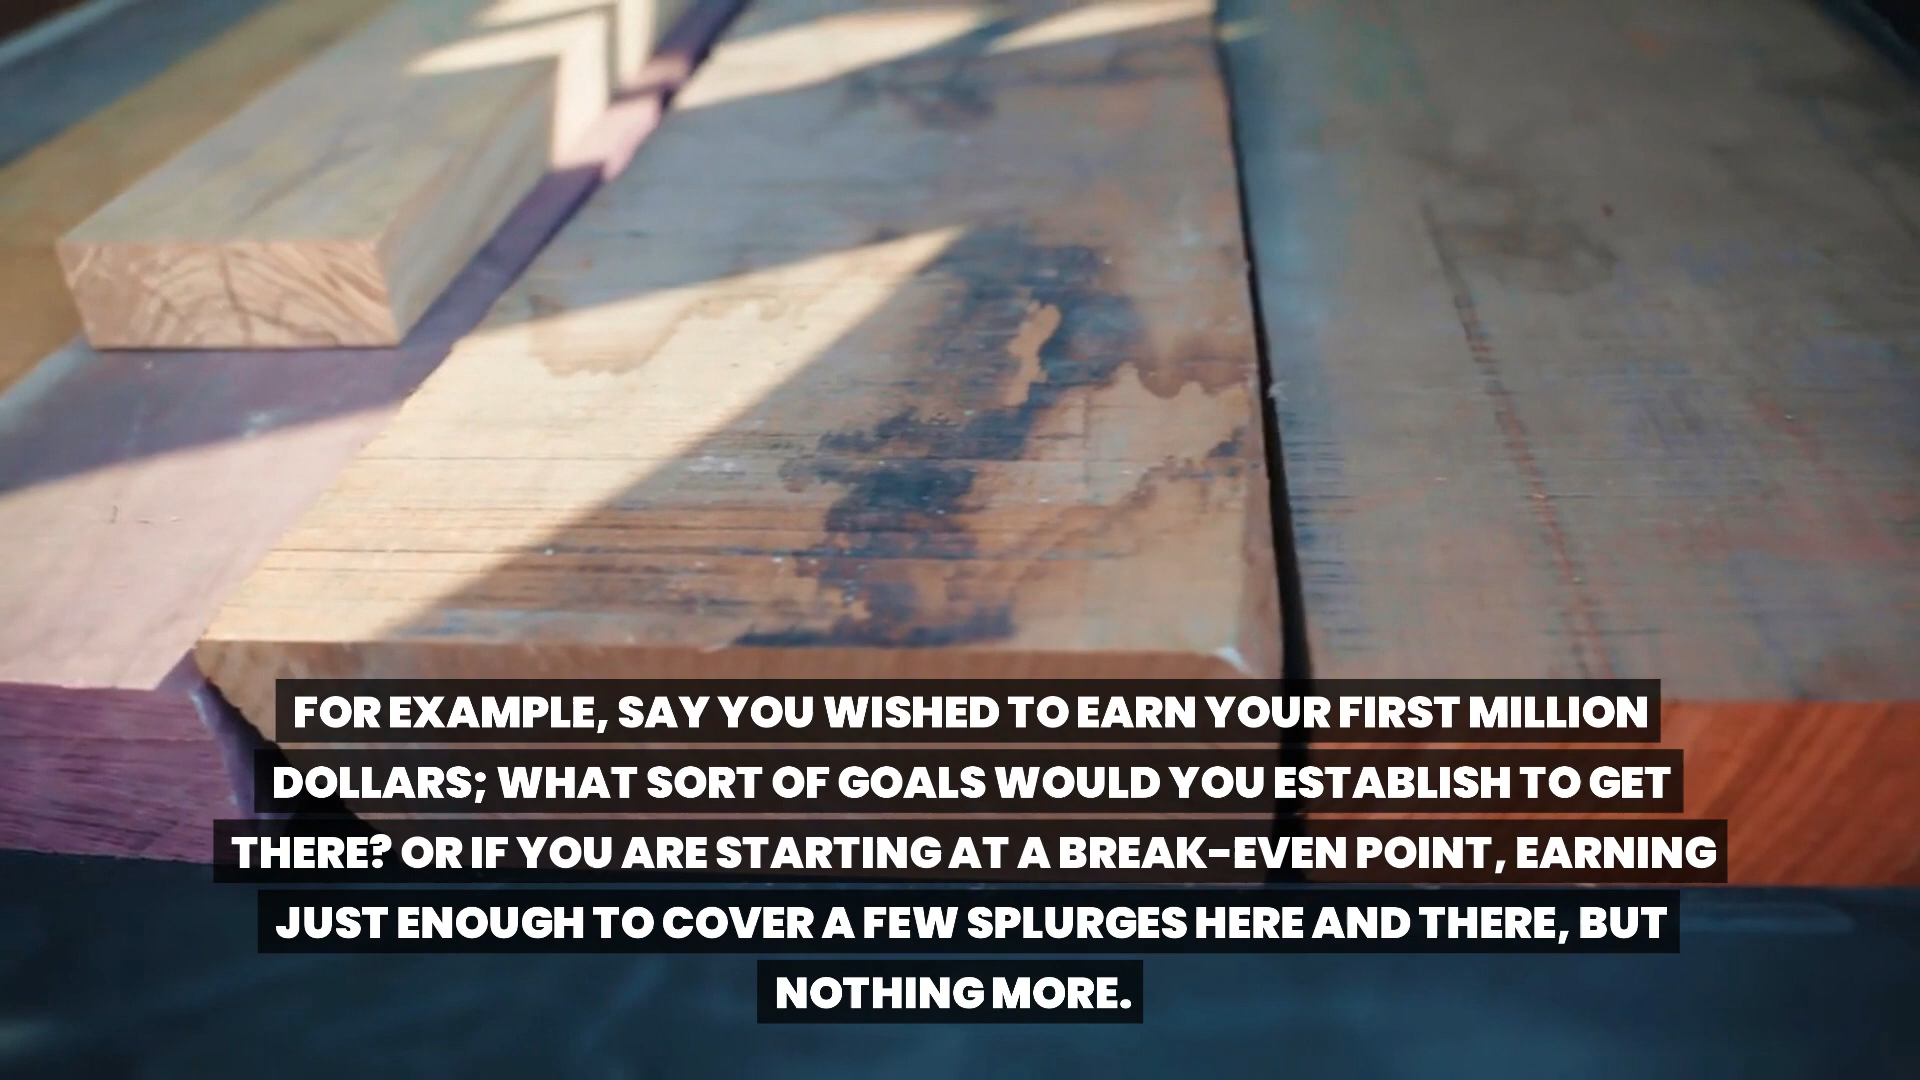 FOR EXAMPLE, SAY YOU WISHED TO EARN YOUR FIRST MILLION
DOLLARS; WHAT SORT OF GOALS WOULD YOU ESTABLISH TO GET
THERE? OR IF YOU ARE STARTING AT A BREAK-EVEN POINT, EARNING
JUST ENOUGH TO COVER A FEW SPLURGES HERE AND THERE, BUT
NOTHING MORE.